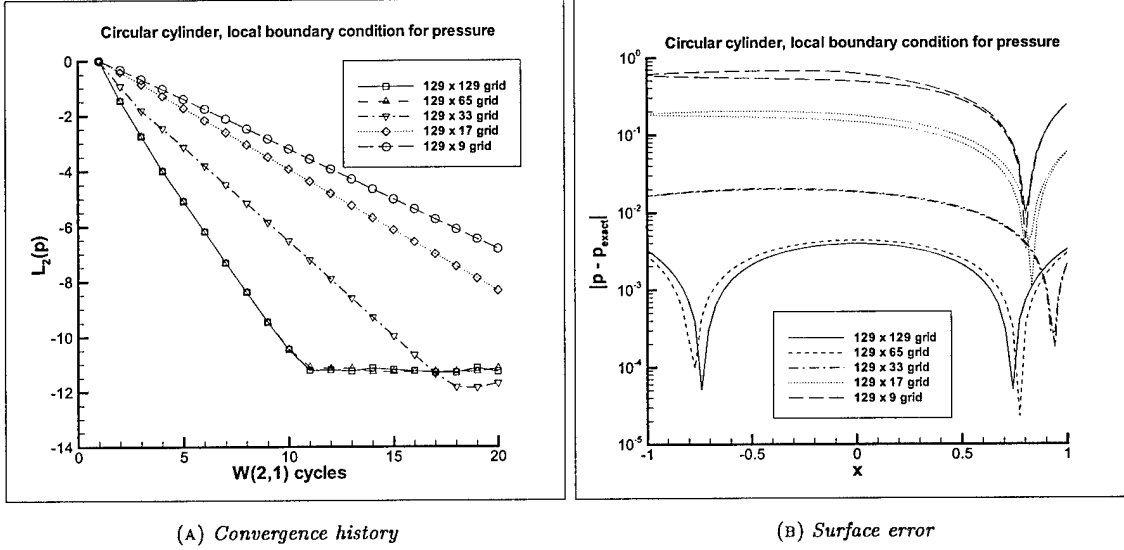 Circular cylinder, local boundary condition for pressure
0
-2
-4
-6
-8
-10
-12
-14
L2(p)
129 x 129 grid
129 x 65 grid
129 x 33 grid
129 x 17 grid
129 x 9 grid
0
5
10
15
20
W(2,1) cycles
(A) Convergence history
Circular cylinder, local boundary condition for pressure
10^0
10^-1
10^-2
10^-3
10^-4
10^-5
|p - p_exact|
129 x 129 grid
129 x 65 grid
129 x 33 grid
129 x 17 grid
129 x 9 grid
-1
-0.5
0
0.5
1
x
(B) Surface error